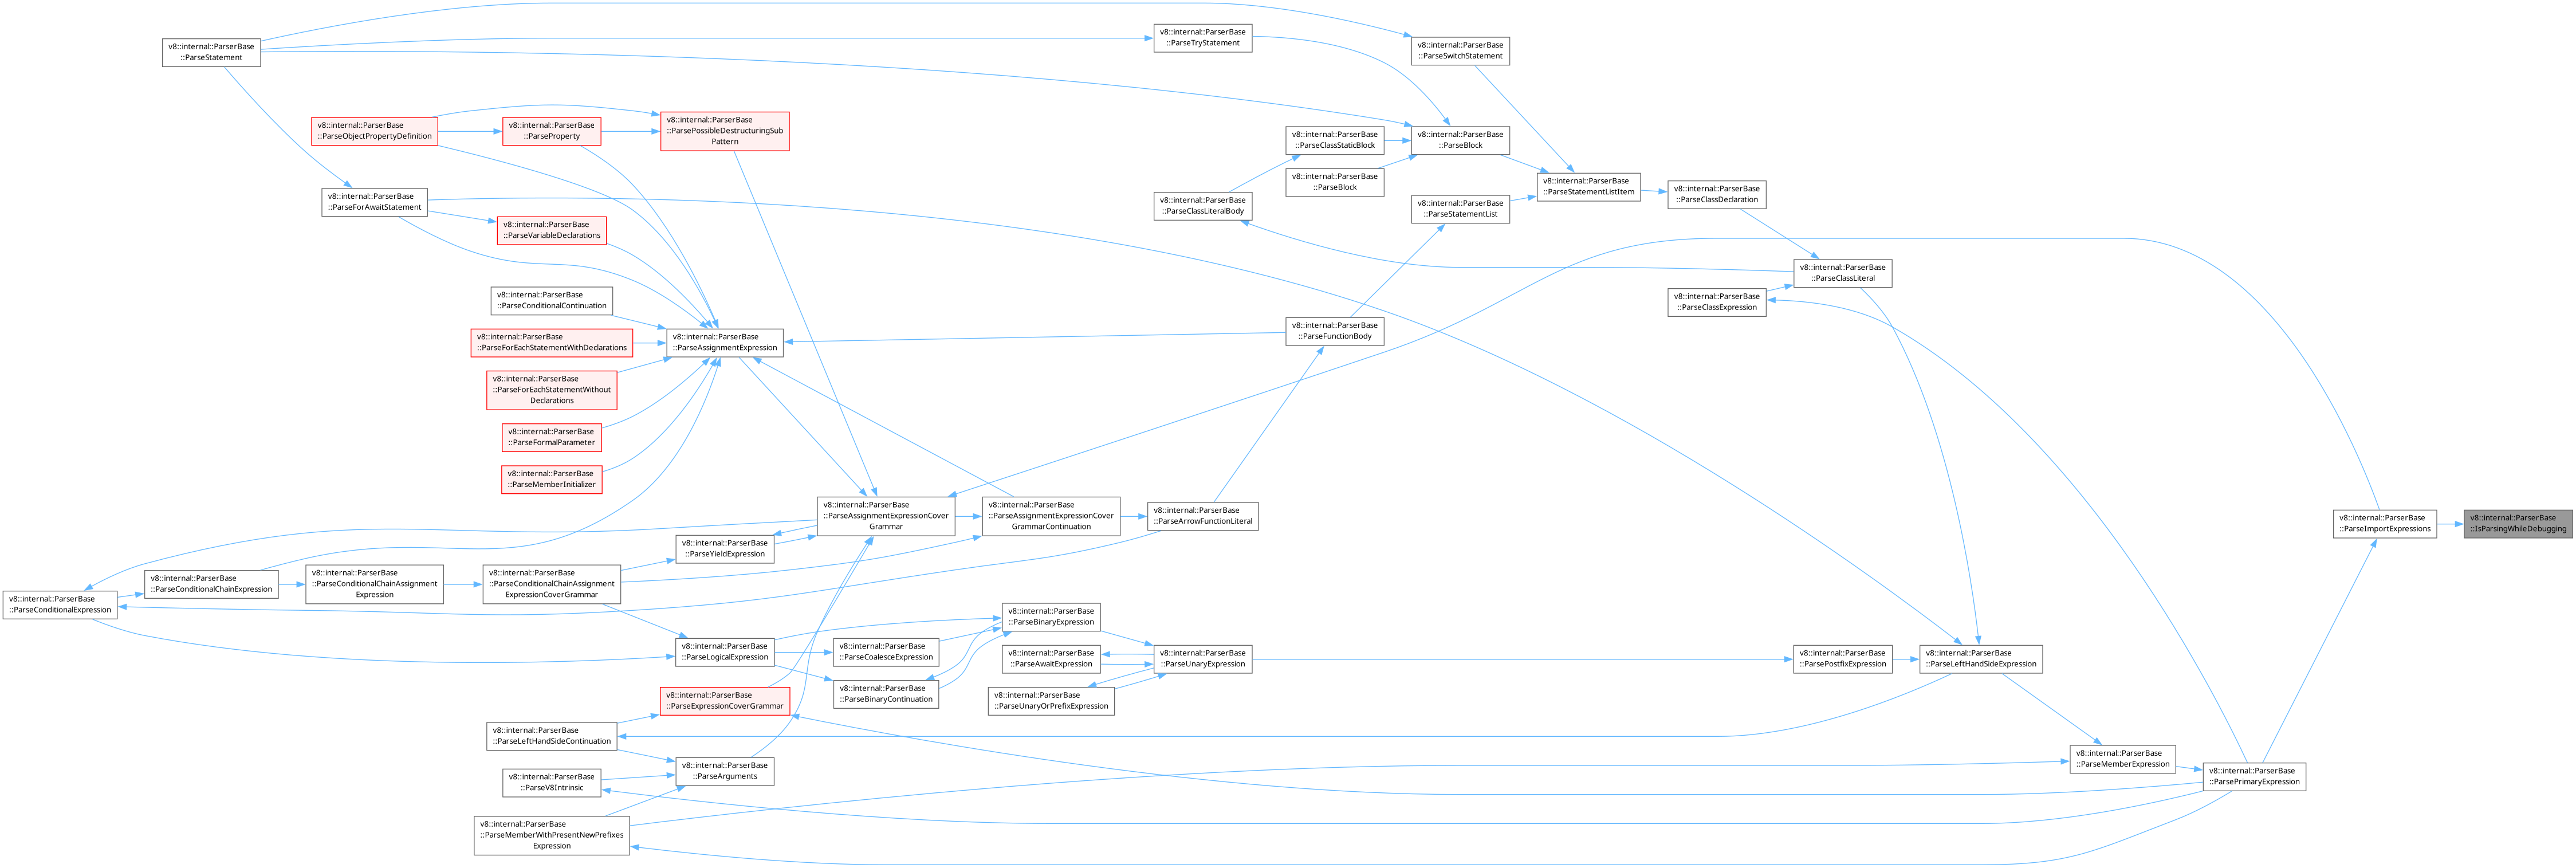 v8::internal::ParserBase
::ParseStatement
v8::internal::ParserBase
::ParseTryStatement
v8::internal::ParserBase
::ParseSwitchStatement
v8::internal::ParserBase
::ParseObjectPropertyDefinition
v8::internal::ParserBase
::ParseProperty
v8::internal::ParserBase
::ParsePossibleDestructuringSub
Pattern
v8::internal::ParserBase
::ParseClassStaticBlock
v8::internal::ParserBase
::ParseBlock
v8::internal::ParserBase
::ParseBlock
v8::internal::ParserBase
::ParseStatementListItem
v8::internal::ParserBase
::ParseClassDeclaration
v8::internal::ParserBase
::ParseForAwaitStatement
v8::internal::ParserBase
::ParseClassLiteralBody
v8::internal::ParserBase
::ParseStatementList
v8::internal::ParserBase
::ParseVariableDeclarations
v8::internal::ParserBase
::ParseClassLiteral
v8::internal::ParserBase
::ParseConditionalContinuation
v8::internal::ParserBase
::ParseClassExpression
v8::internal::ParserBase
::ParseForEachStatementWithDeclarations
v8::internal::ParserBase
::ParseAssignmentExpression
v8::internal::ParserBase
::ParseFunctionBody
v8::internal::ParserBase
::ParseForEachStatementWithout
Declarations
v8::internal::ParserBase
::ParseFormalParameter
v8::internal::ParserBase
::ParseMemberInitializer
v8::internal::ParserBase
::ParseAssignmentExpressionCover
Grammar
v8::internal::ParserBase
::ParseAssignmentExpressionCover
GrammarContinuation
v8::internal::ParserBase
::ParseArrowFunctionLiteral
v8::internal::ParserBase
::ParseImportExpressions
v8::internal::ParserBase
::IsParsingWhileDebugging
v8::internal::ParserBase
::ParseYieldExpression
v8::internal::ParserBase
::ParseConditionalExpression
v8::internal::ParserBase
::ParseConditionalChainExpression
v8::internal::ParserBase
::ParseConditionalChainAssignment
Expression
v8::internal::ParserBase
::ParseConditionalChainAssignment
ExpressionCoverGrammar
v8::internal::ParserBase
::ParseBinaryExpression
v8::internal::ParserBase
::ParseLogicalExpression
v8::internal::ParserBase
::ParseCoalesceExpression
v8::internal::ParserBase
::ParseAwaitExpression
v8::internal::ParserBase
::ParseUnaryExpression
v8::internal::ParserBase
::ParsePostfixExpression
v8::internal::ParserBase
::ParseLeftHandSideExpression
v8::internal::ParserBase
::ParseExpressionCoverGrammar
v8::internal::ParserBase
::ParseBinaryContinuation
v8::internal::ParserBase
::ParseUnaryOrPrefixExpression
v8::internal::ParserBase
::ParseLeftHandSideContinuation
v8::internal::ParserBase
::ParseArguments
v8::internal::ParserBase
::ParseV8Intrinsic
v8::internal::ParserBase
::ParseMemberExpression
v8::internal::ParserBase
::ParsePrimaryExpression
v8::internal::ParserBase
::ParseMemberWithPresentNewPrefixes
Expression